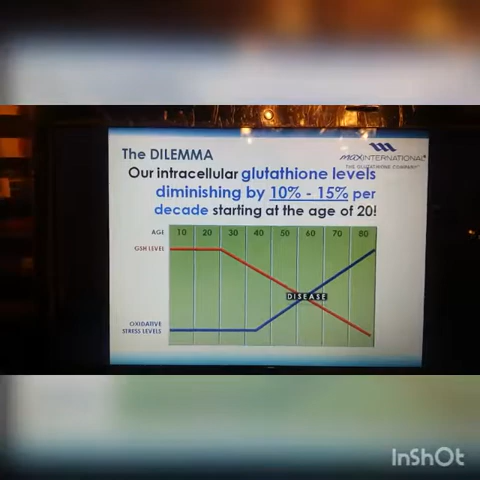 The DILEMMA
maxINTERNATIONAL®
THE GLUTATHIONE COMPANY™
Our intracellular glutathione levels
diminishing by 10% - 15% per
decade starting at the age of 20!
AGE 10 20 30 40 50 60 70 80
GSH LEVEL
DISEASE
OXIDATIVE
STRESS LEVELS
InShOt